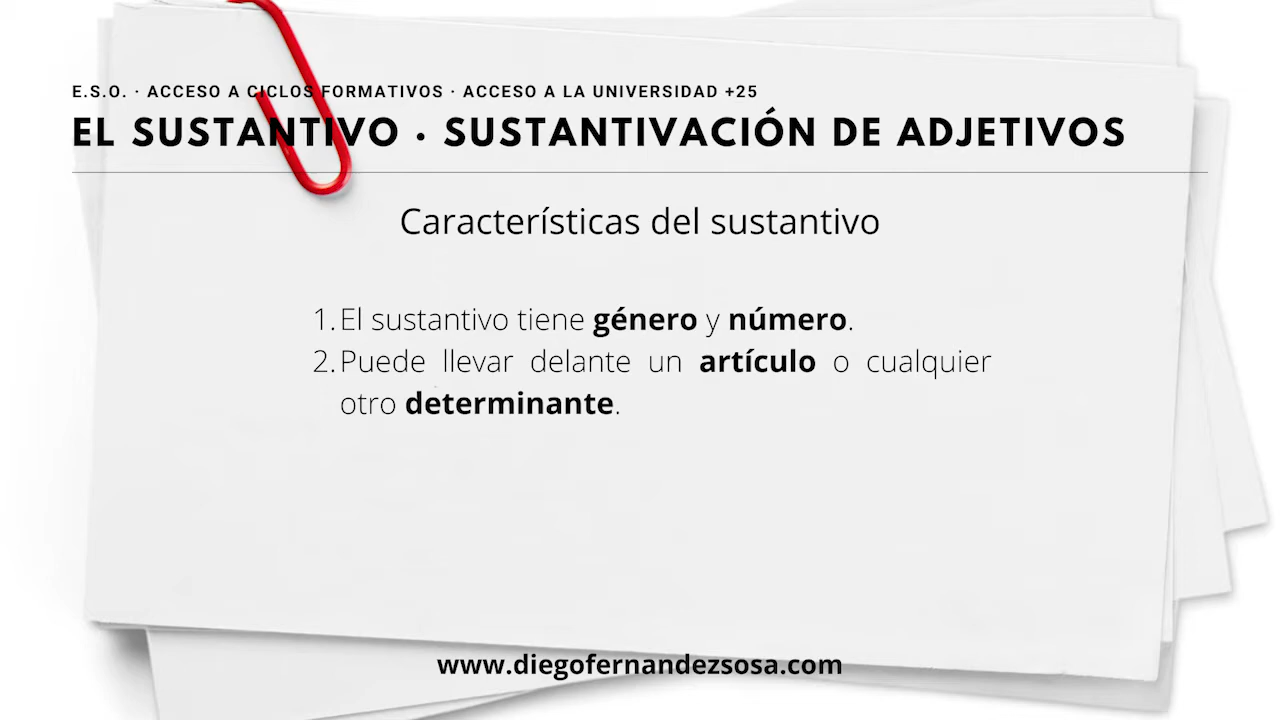 E.S.O. · ACCESO A CICLOS FORMATIVOS · ACCESO A LA UNIVERSIDAD +25
EL SUSTANTIVO · SUSTANTIVACIÓN DE ADJETIVOS
Características del sustantivo
1. El sustantivo tiene género y número.
2. Puede llevar delante un artículo o cualquier
otro determinante.
www.diegofernandezsosa.com